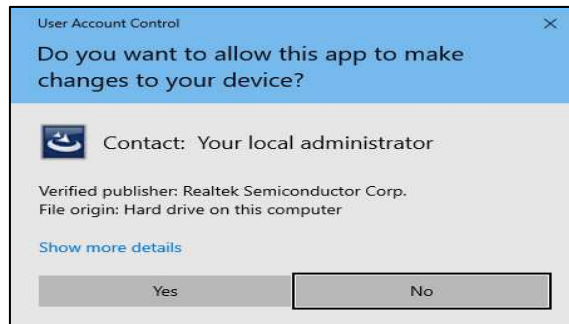 User Account Control
Do you want to allow this app to make
changes to your device?
Contact: Your local administrator
Verified publisher: Realtek Semiconductor Corp.
File origin: Hard drive on this computer
Show more details
Yes
No